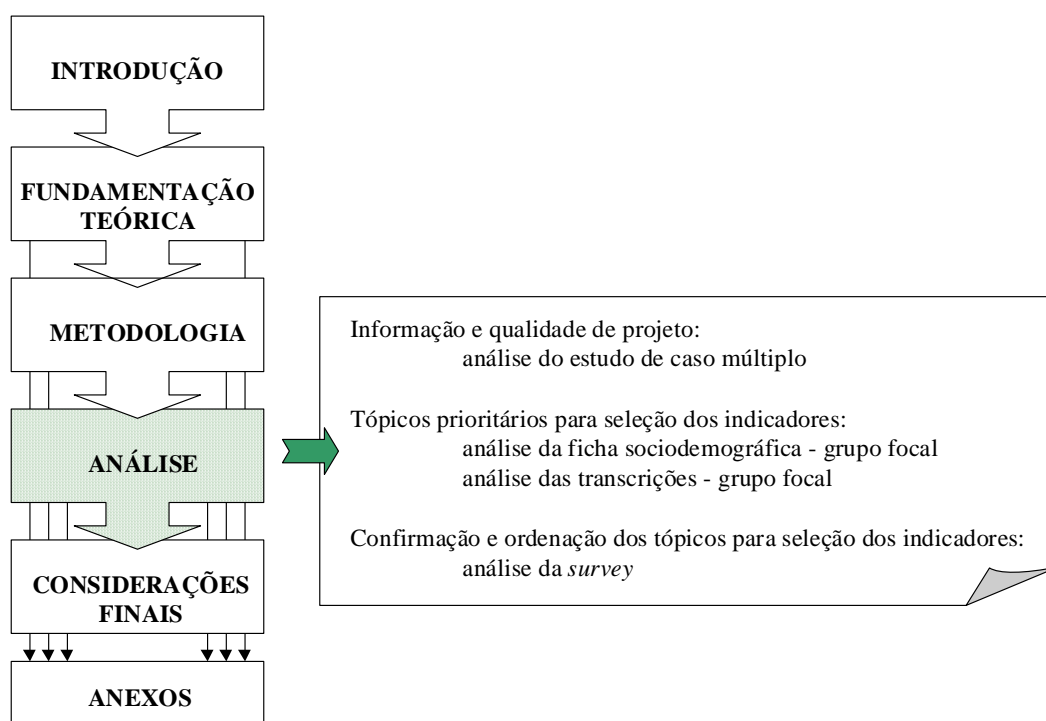 INTRODUÇÃO
FUNDAMENTAÇÃO
TEÓRICA
METODOLOGIA
ANÁLISE
CONSIDERAÇÕES
FINAIS
ANEXOS
Informação e qualidade de projeto:
análise do estudo de caso múltiplo
Tópicos prioritários para seleção dos indicadores:
análise da ficha sociodemográfica - grupo focal
análise das transcrições - grupo focal
Confirmação e ordenação dos tópicos para seleção dos indicadores:
análise da survey